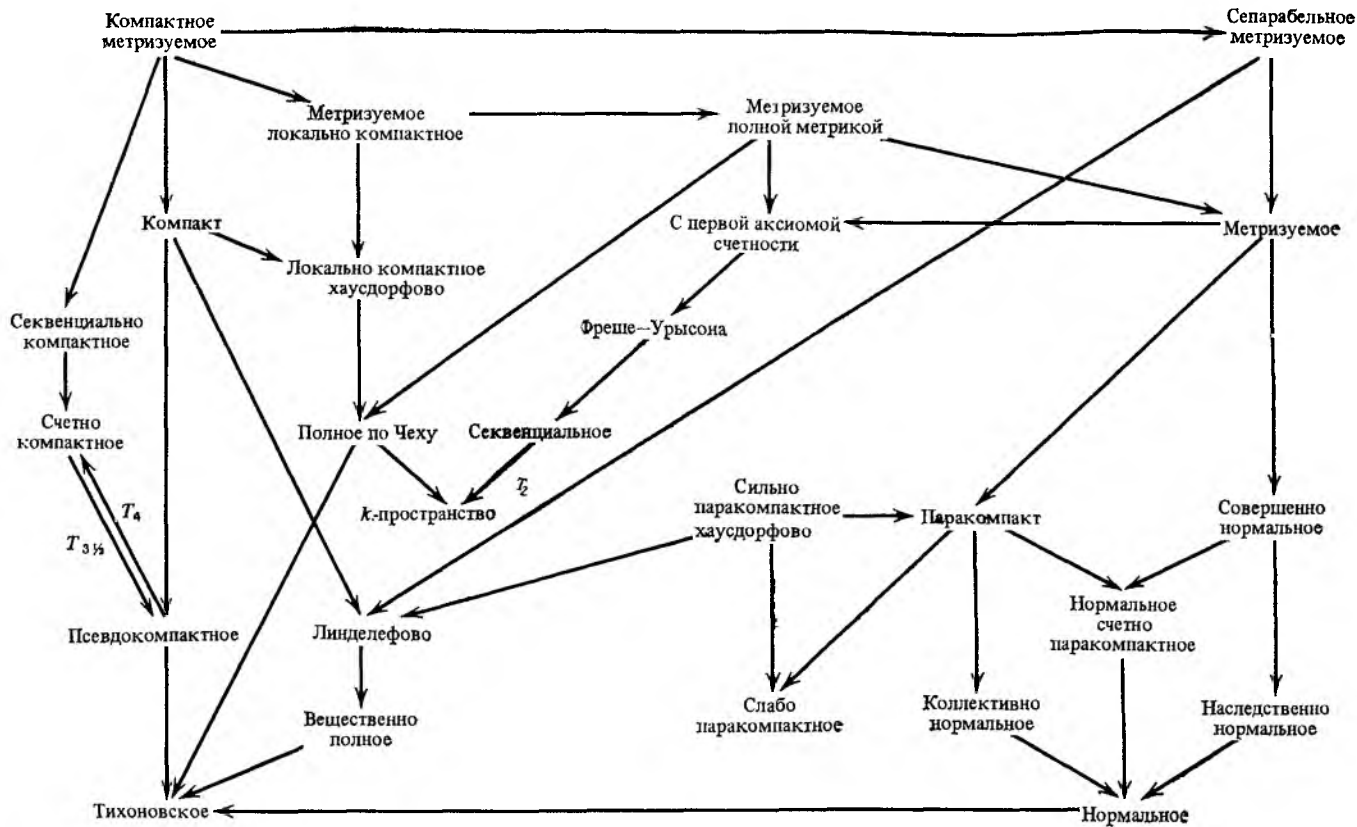 Компактное
метризуемое
Сепарабельное
метризуемое
Метризуемое
локально компактное
Метризуемое
полной метрикой
Компакт
С первой аксиомой
счетности
Метризуемое
Локально компактное
хаусдорфово
Секвенциально
компактное
Фреше—Урысона
Счетно
компактное
Полное по Чеху
Секвенциальное
T2
k-пространство
T4
T3½
Сильно
паракомпактное
хаусдорфово
Паракомпакт
Совершенно
нормальное
Псевдокомпактное
Линделефово
Нормальное
счетно
паракомпактное
Вещественно
полное
Слабо
паракомпактное
Коллективно
нормальное
Наследственно
нормальное
Тихоновское
Нормальное